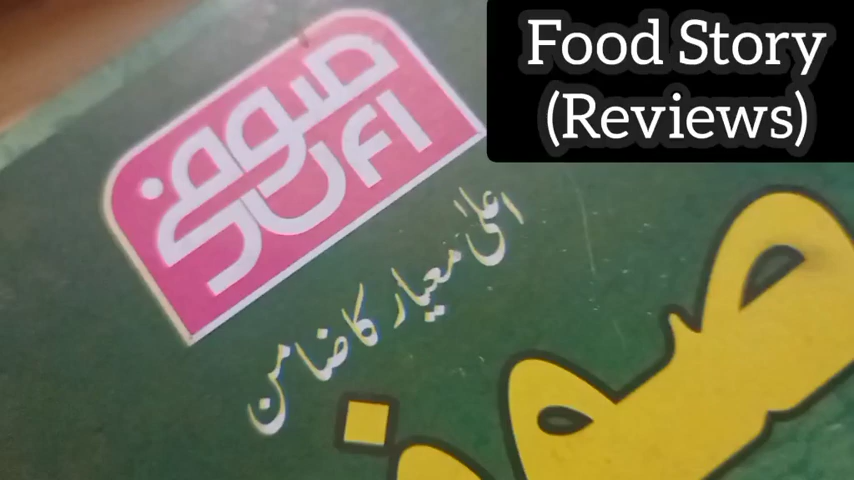 Food Story
(Reviews)
صوفی
SUFI
اعلیٰ معیار کا ضامن